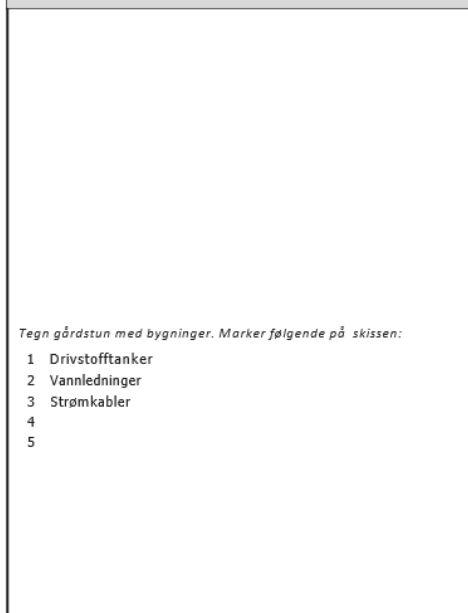 Tegn gårdstun med bygninger. Marker følgende på skissen:
1 Drivstofftanker
2 Vannledninger
3 Strømkabler
4
5